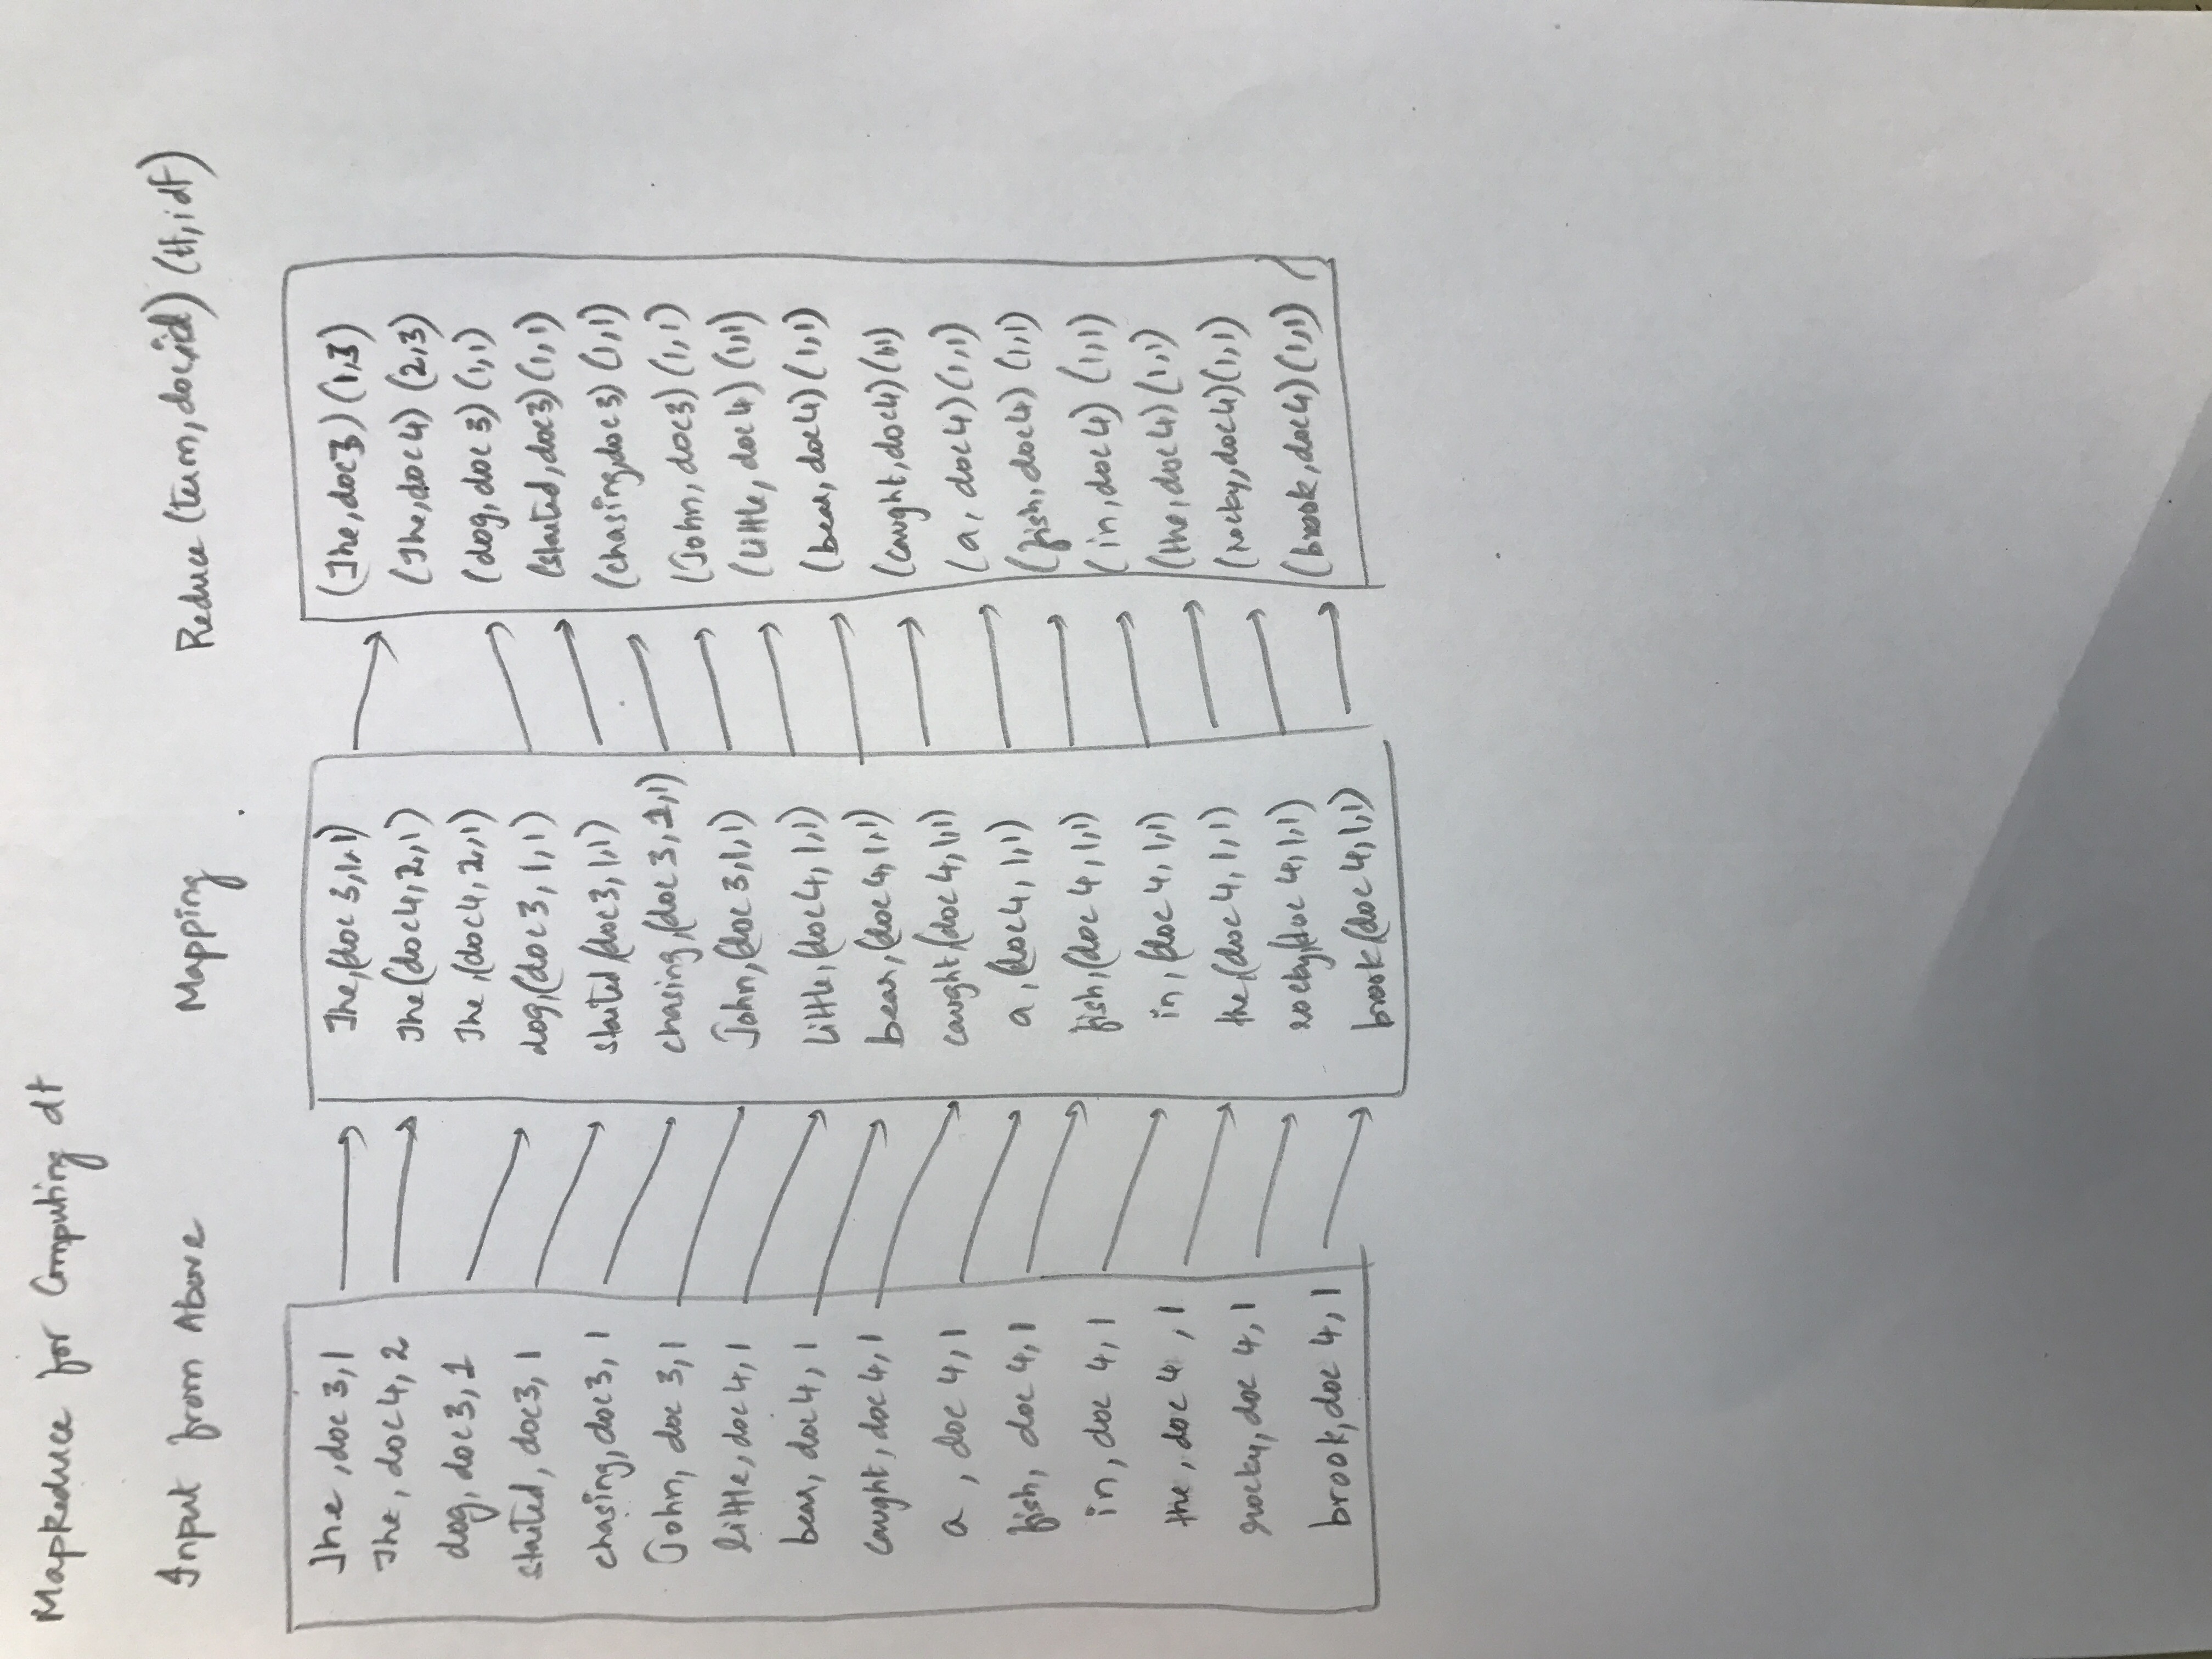 MapReduce for Computing df
Input from Above
Mapping
Reduce (term, doc,id) (tf, idf)
The, doc 3, 1
The, doc 4, 2
dog, doc 3, 1
started, doc3, 1
chasing, doc3, 1
John, doc 3, 1
little, doc 4, 1
bear, doc 4, 1
caught, doc 4, 1
a, doc 4, 1
fish, doc 4, 1
in, doc 4, 1
the, doc 4, 1
rocky, doc 4, 1
brook, doc 4, 1
The, (doc 3, 1, 1)
The (doc4, 2, 1)
The, (doc4, 2, 1)
dog, (doc 3, 1, 1)
started, (doc3, 1, 1)
chasing, (doc 3, 1, 1)
John, (doc 3, 1, 1)
little, (doc4, 1, 1)
bear, (doc 4, 1, 1)
caught, (doc 4, 1, 1)
a, (doc4, 1, 1)
fish, (doc 4, 1, 1)
in, (doc 4, 1, 1)
the, (doc 4, 1, 1)
rocky, (doc 4, 1, 1)
brook, (doc 4, 1, 1)
(The, doc3) (1,3)
(The, doc 4) (2,3)
(dog, doc 3) (1,1)
(started, doc3) (1,1)
(chasing, doc3) (1,1)
(John, doc3) (1,1)
(little, doc 4) (1,1)
(bear, doc4) (1,1)
(caught, doc4) (1,1)
(a, doc4) (1,1)
(fish, doc4) (1,1)
(in, doc4) (1,1)
(the, doc4) (1,1)
(rocky, doc4) (1,1)
(brook, doc4) (1,1)